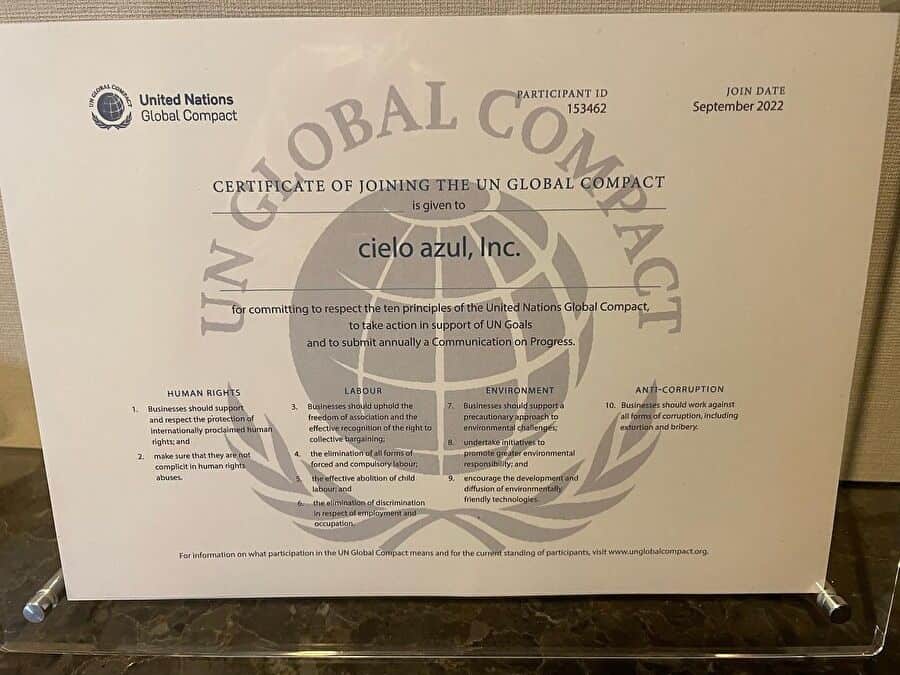 UN GLOBAL COMPACT
United Nations
Global Compact
PARTICIPANT ID
153462
JOIN DATE
September 2022
UN GLOBAL COMPACT
CERTIFICATE OF JOINING THE UN GLOBAL COMPACT
is given to
cielo azul, Inc.
for committing to respect the ten principles of the United Nations Global Compact,
to take action in support of UN Goals
and to submit annually a Communication on Progress.
HUMAN RIGHTS
1. Businesses should support
and respect the protection of
internationally proclaimed human
rights; and
2. make sure that they are not
complicit in human rights
abuses.
LABOUR
3. Businesses should uphold the
freedom of association and the
effective recognition of the right to
collective bargaining;
4. the elimination of all forms of
forced and compulsory labour;
5. the effective abolition of child
labour; and
6. the elimination of discrimination
in respect of employment and
occupation.
ENVIRONMENT
7. Businesses should support a
precautionary approach to
environmental challenges;
8. undertake initiatives to
promote greater environmental
responsibility; and
9. encourage the development and
diffusion of environmentally
friendly technologies.
ANTI-CORRUPTION
10. Businesses should work against
all forms of corruption, including
extortion and bribery.
For information on what participation in the UN Global Compact means and for the current standing of participants, visit www.unglobalcompact.org.